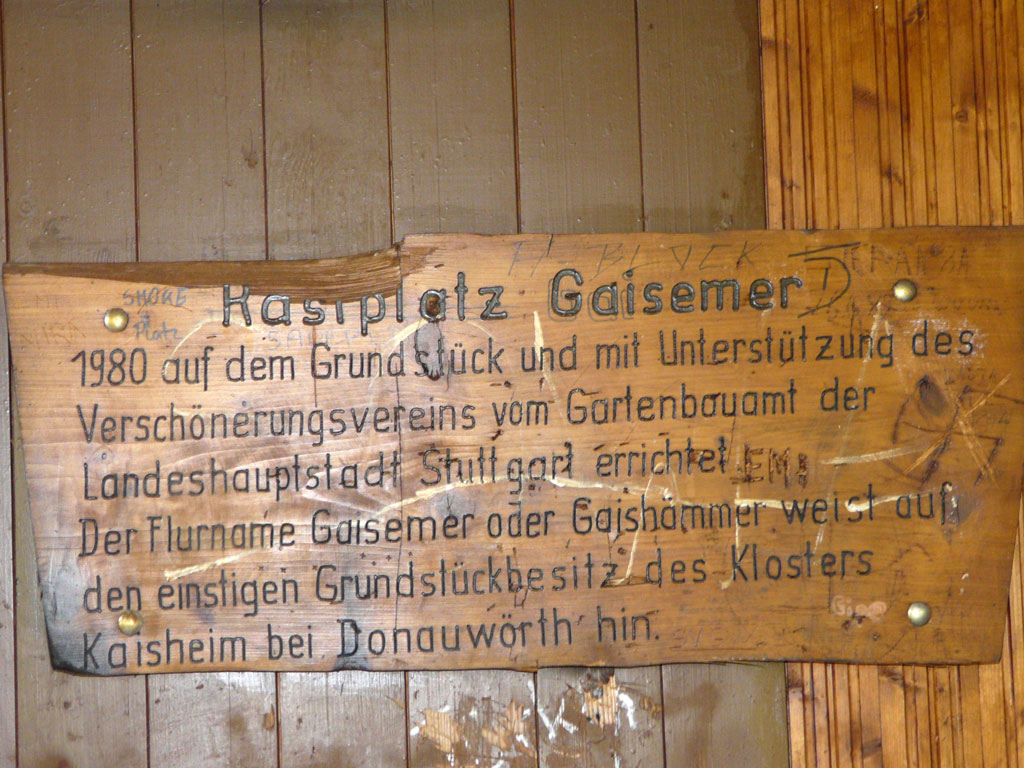 Rastplatz Gaisemer
1980 auf dem Grundstück und mit Unterstützung des
Verschönerungsvereins vom Gartenbauamt der
Landeshauptstadt Stuttgart errichtet
Der Flurname Gaisemer oder Gaishämmer weist auf
den einstigen Grundstückbesitz des Klosters
Kaisheim bei Donauwörth hin.